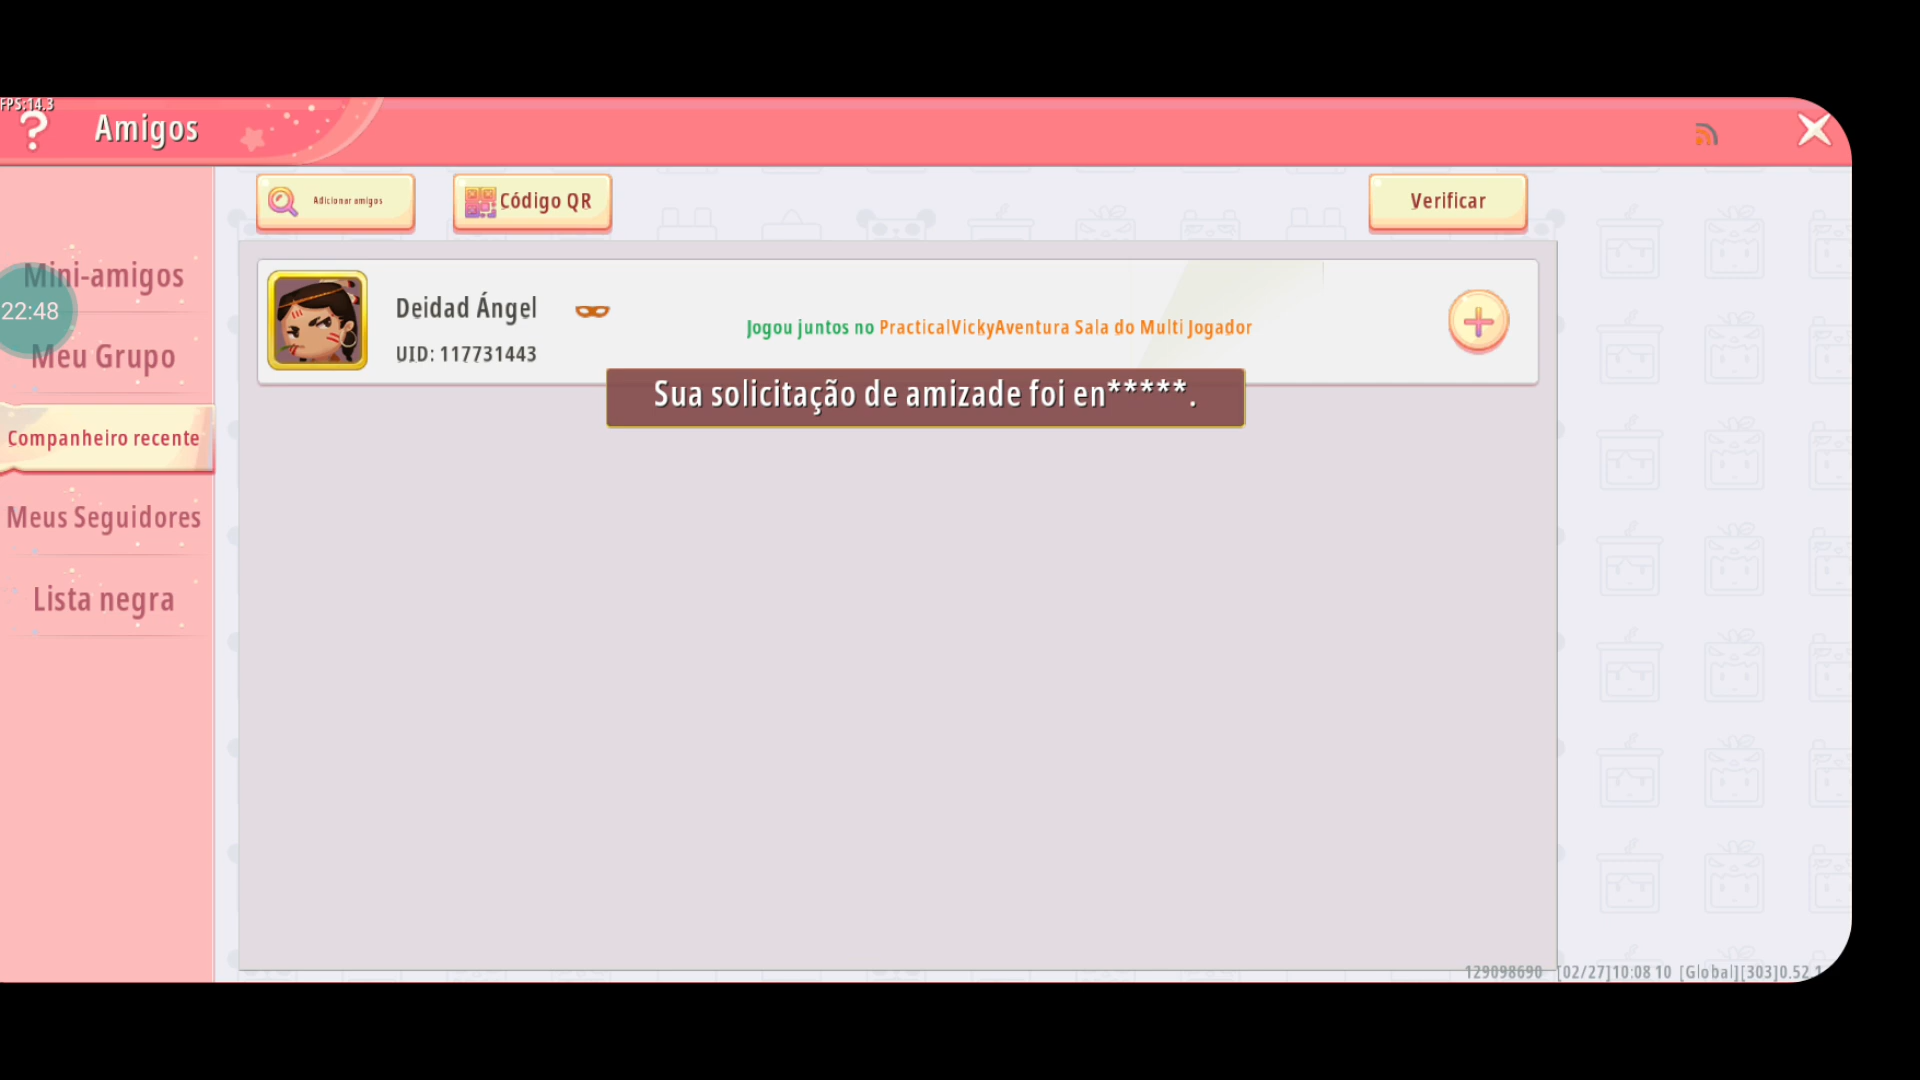 FPS:14.3
?
Amigos
Adicionar amigos
Código QR
Verificar
Mini-amigos
22:48
Meu Grupo
Companheiro recente
Meus Seguidores
Lista negra
Deidad Ángel
UID: 117731443
Jogou juntos no PracticalVickyAventura Sala do Multi Jogador
Sua solicitação de amizade foi en*****.
129098690 [02/27]10:08 10 [Global][303]0.52.1